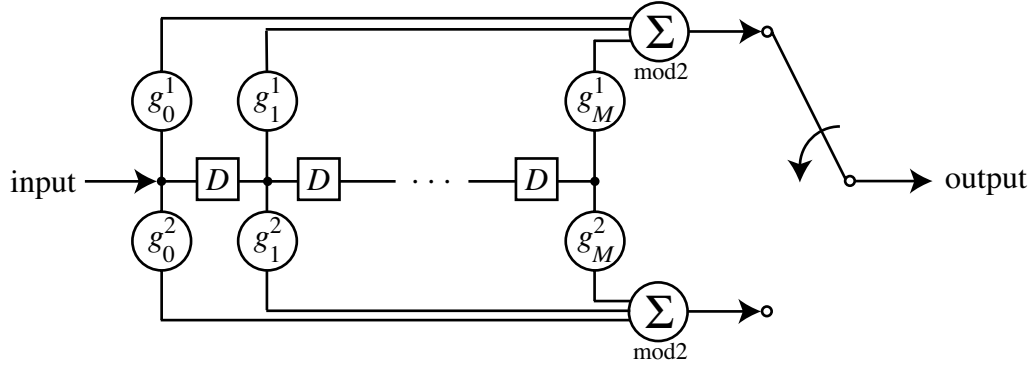 Σ
mod2
g_0^1
g_1^1
g_M^1
input
D
D
· · ·
D
output
g_0^2
g_1^2
g_M^2
Σ
mod2